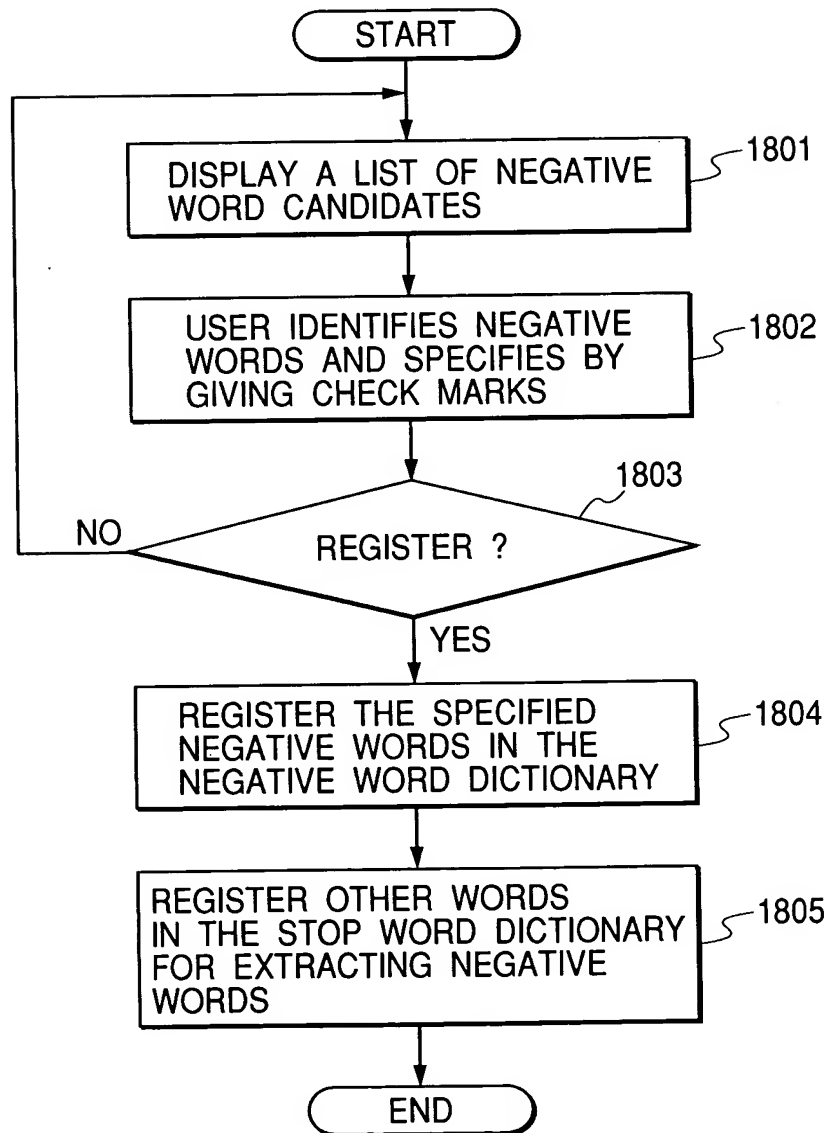 START
DISPLAY A LIST OF NEGATIVE
WORD CANDIDATES
1801
USER IDENTIFIES NEGATIVE
WORDS AND SPECIFIES BY
GIVING CHECK MARKS
1802
1803
NO
REGISTER ?
YES
REGISTER THE SPECIFIED
NEGATIVE WORDS IN THE
NEGATIVE WORD DICTIONARY
1804
REGISTER OTHER WORDS
IN THE STOP WORD DICTIONARY
FOR EXTRACTING NEGATIVE
WORDS
1805
END